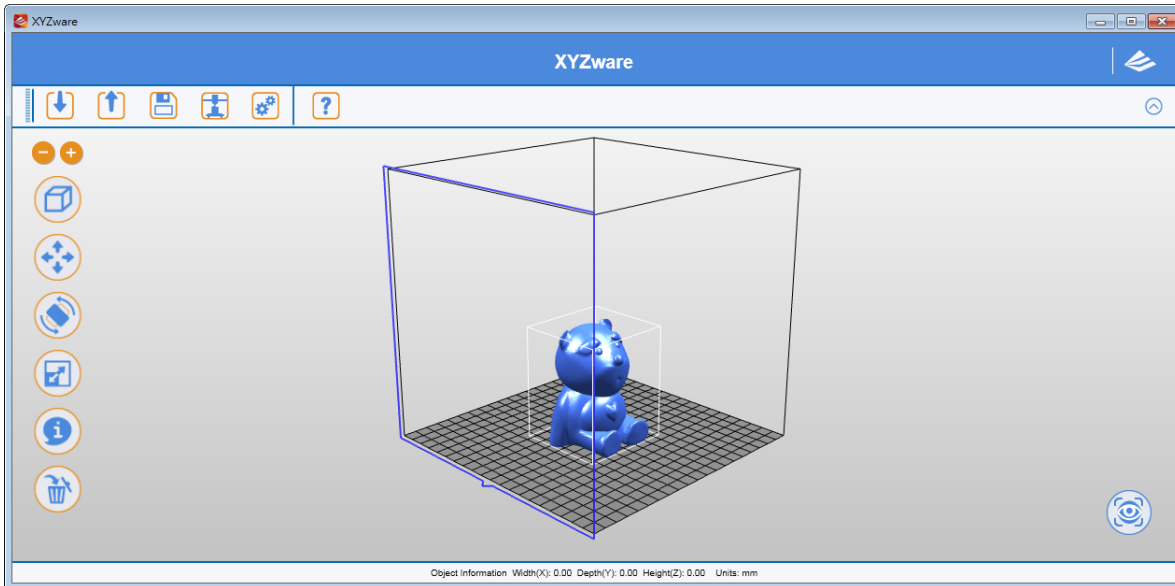 XYZware
XYZware
?
i
Object Information Width(X): 0.00 Depth(Y): 0.00 Height(Z): 0.00 Units: mm